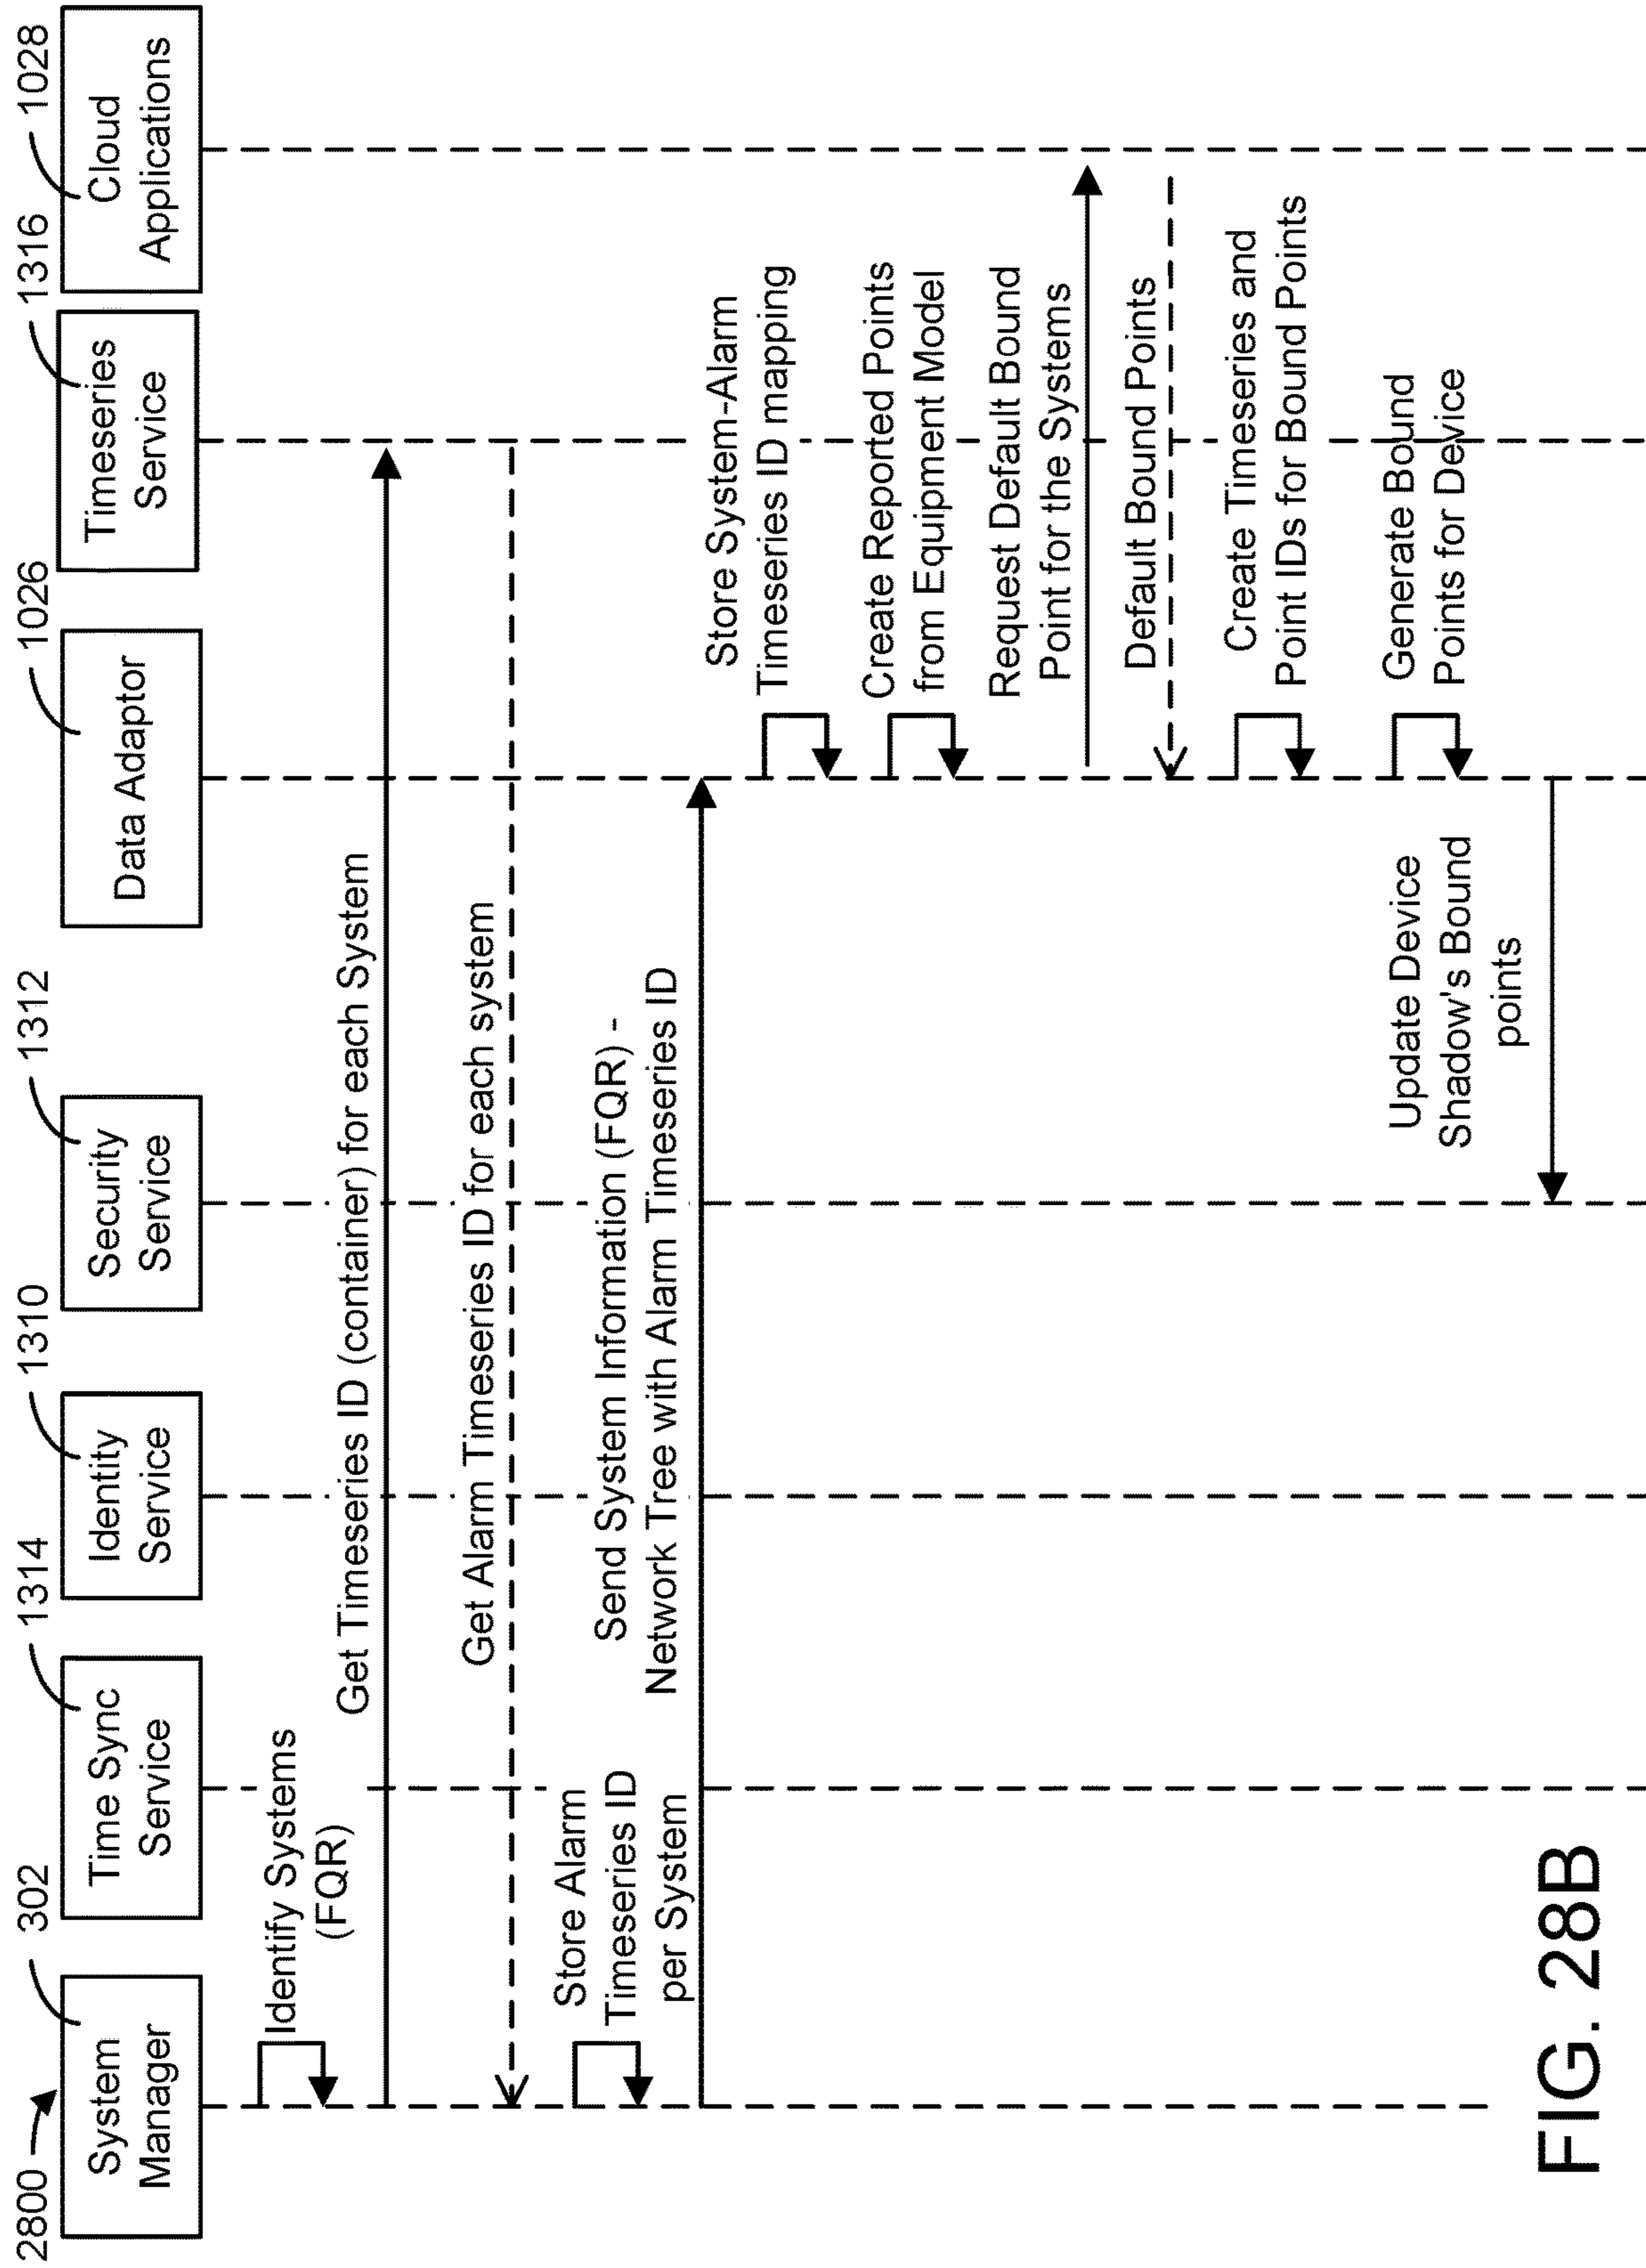 2800
302
1314
1310
1312
1026
1316
1028
System
Manager
Time Sync
Service
Identity
Service
Security
Service
Data Adaptor
Timeseries
Service
Cloud
Applications
Identify Systems
(FQR)
Get Timeseries ID (container) for each System
Get Alarm Timeseries ID for each system
Store Alarm
Timeseries ID
per System
Send System Information (FQR) -
Network Tree with Alarm Timeseries ID
Store System-Alarm
Timeseries ID mapping
Create Reported Points
from Equipment Model
Request Default Bound
Point for the Systems
Default Bound Points
Create Timeseries and
Point IDs for Bound Points
Generate Bound
Points for Device
Update Device
Shadow's Bound
points
FIG. 28B